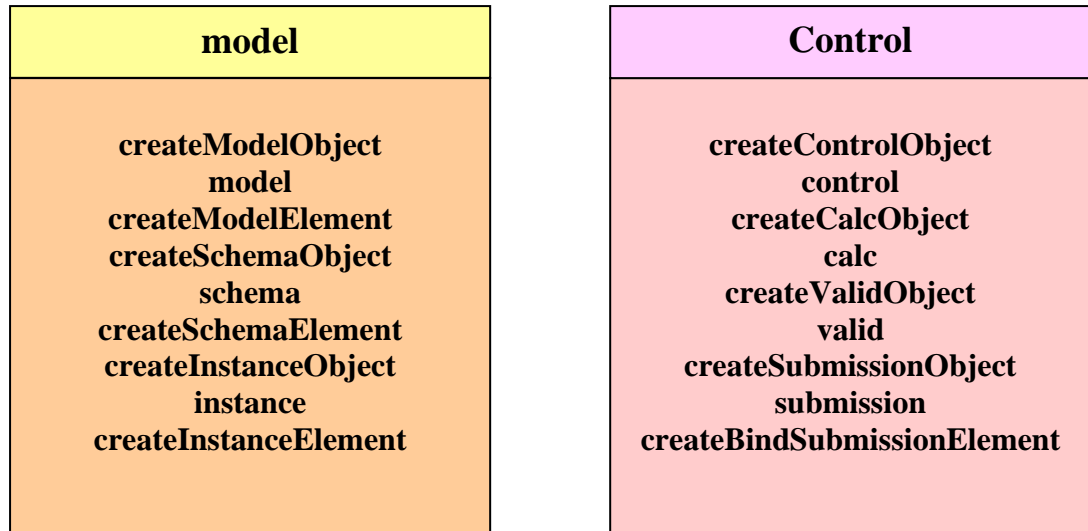 model
createModelObject
model
createModelElement
createSchemaObject
schema
createSchemaElement
createInstanceObject
instance
createInstanceElement
Control
createControlObject
control
createCalcObject
calc
createValidObject
valid
createSubmissionObject
submission
createBindSubmissionElement